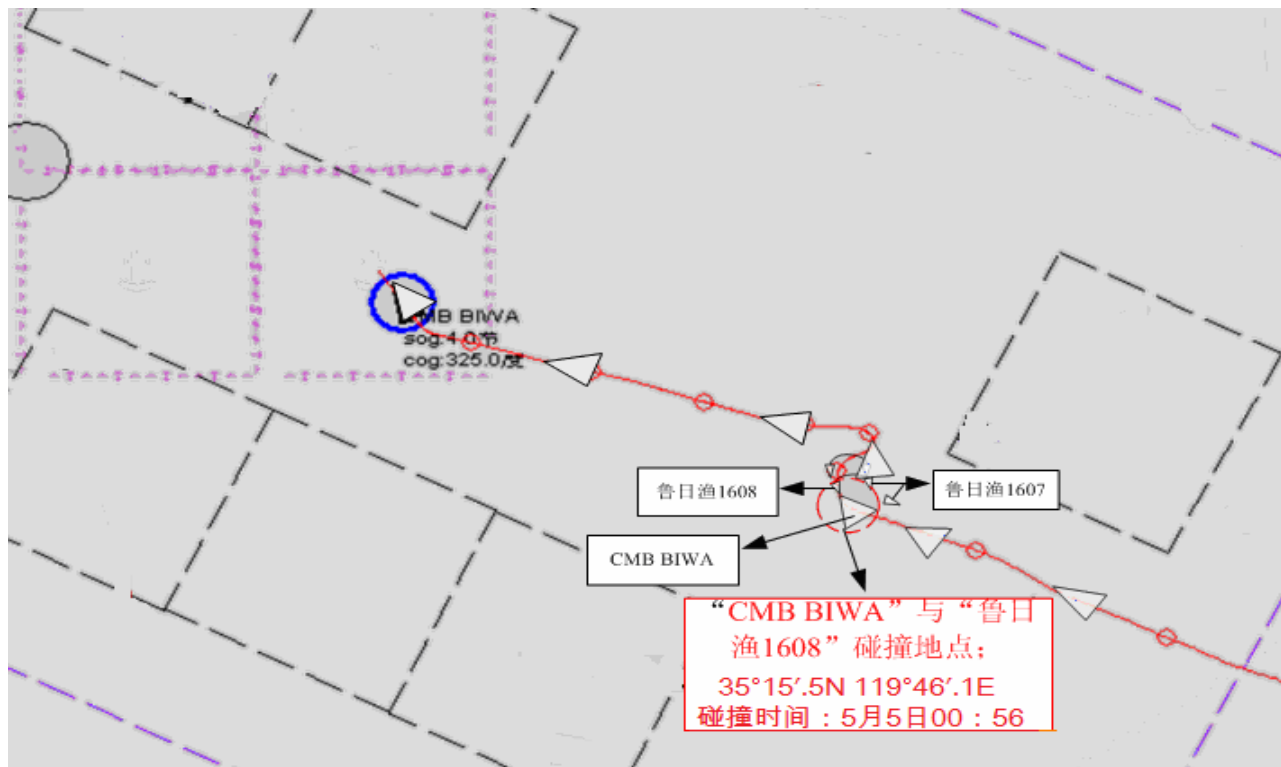 CMB BIWA
sog:4.0节
cog:325.0度
鲁日渔1608
鲁日渔1607
CMB BIWA
“CMB BIWA”与“鲁日
渔1608”碰撞地点：
35°15′.5N 119°46′.1E
碰撞时间：5月5日00：56